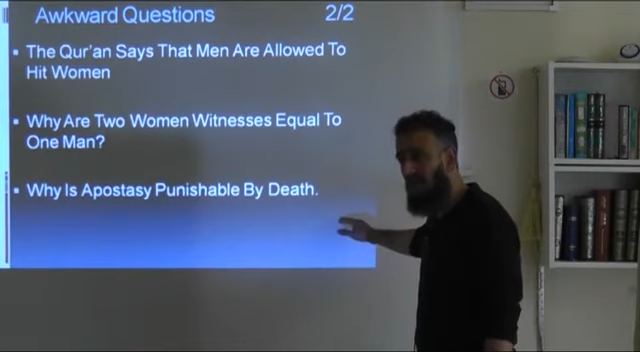 Awkward Questions 2/2
The Qur'an Says That Men Are Allowed To
Hit Women
Why Are Two Women Witnesses Equal To
One Man?
Why Is Apostasy Punishable By Death.